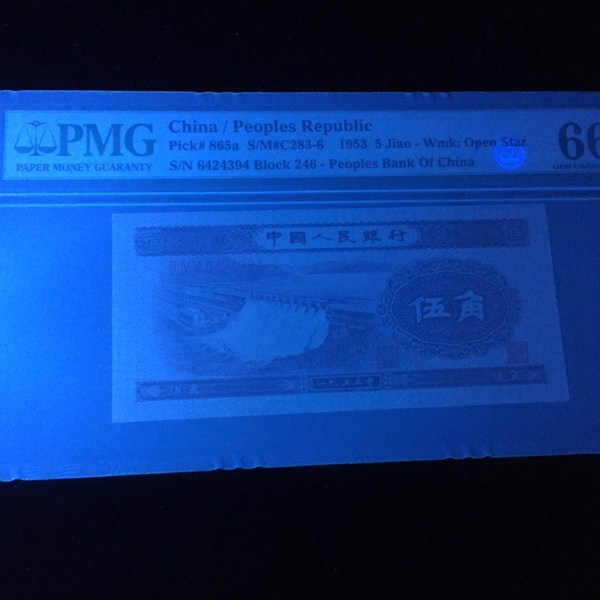 PMG
PAPER MONEY GUARANTY
China / Peoples Republic
Pick# 865a S/M#C283-6 1953 5 Jiao - Wmk: Open Star
S/N 6424394 Block 246 - Peoples Bank Of China
66
中國人民銀行
伍角
一九五三年